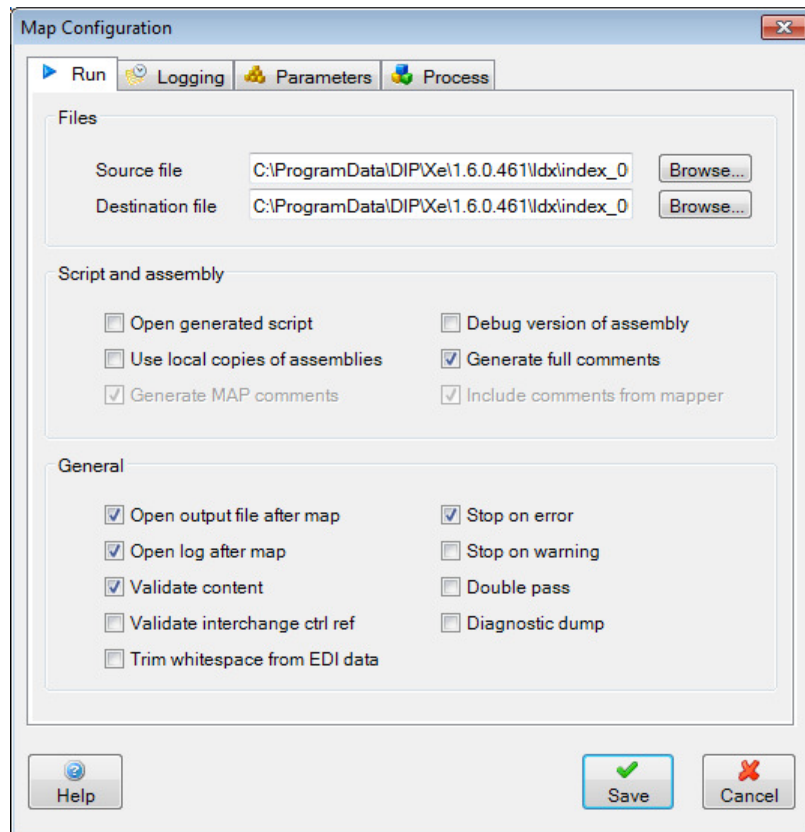 Map Configuration
Run Logging Parameters Process
Files
Source file C:\ProgramData\DIP\Xe\1.6.0.461\Idx\index_0 Browse...
Destination file C:\ProgramData\DIP\Xe\1.6.0.461\Idx\index_0 Browse...
Script and assembly
Open generated script Debug version of assembly
Use local copies of assemblies Generate full comments
Generate MAP comments Include comments from mapper
General
Open output file after map Stop on error
Open log after map Stop on warning
Validate content Double pass
Validate interchange ctrl ref Diagnostic dump
Trim whitespace from EDI data
Help Save Cancel